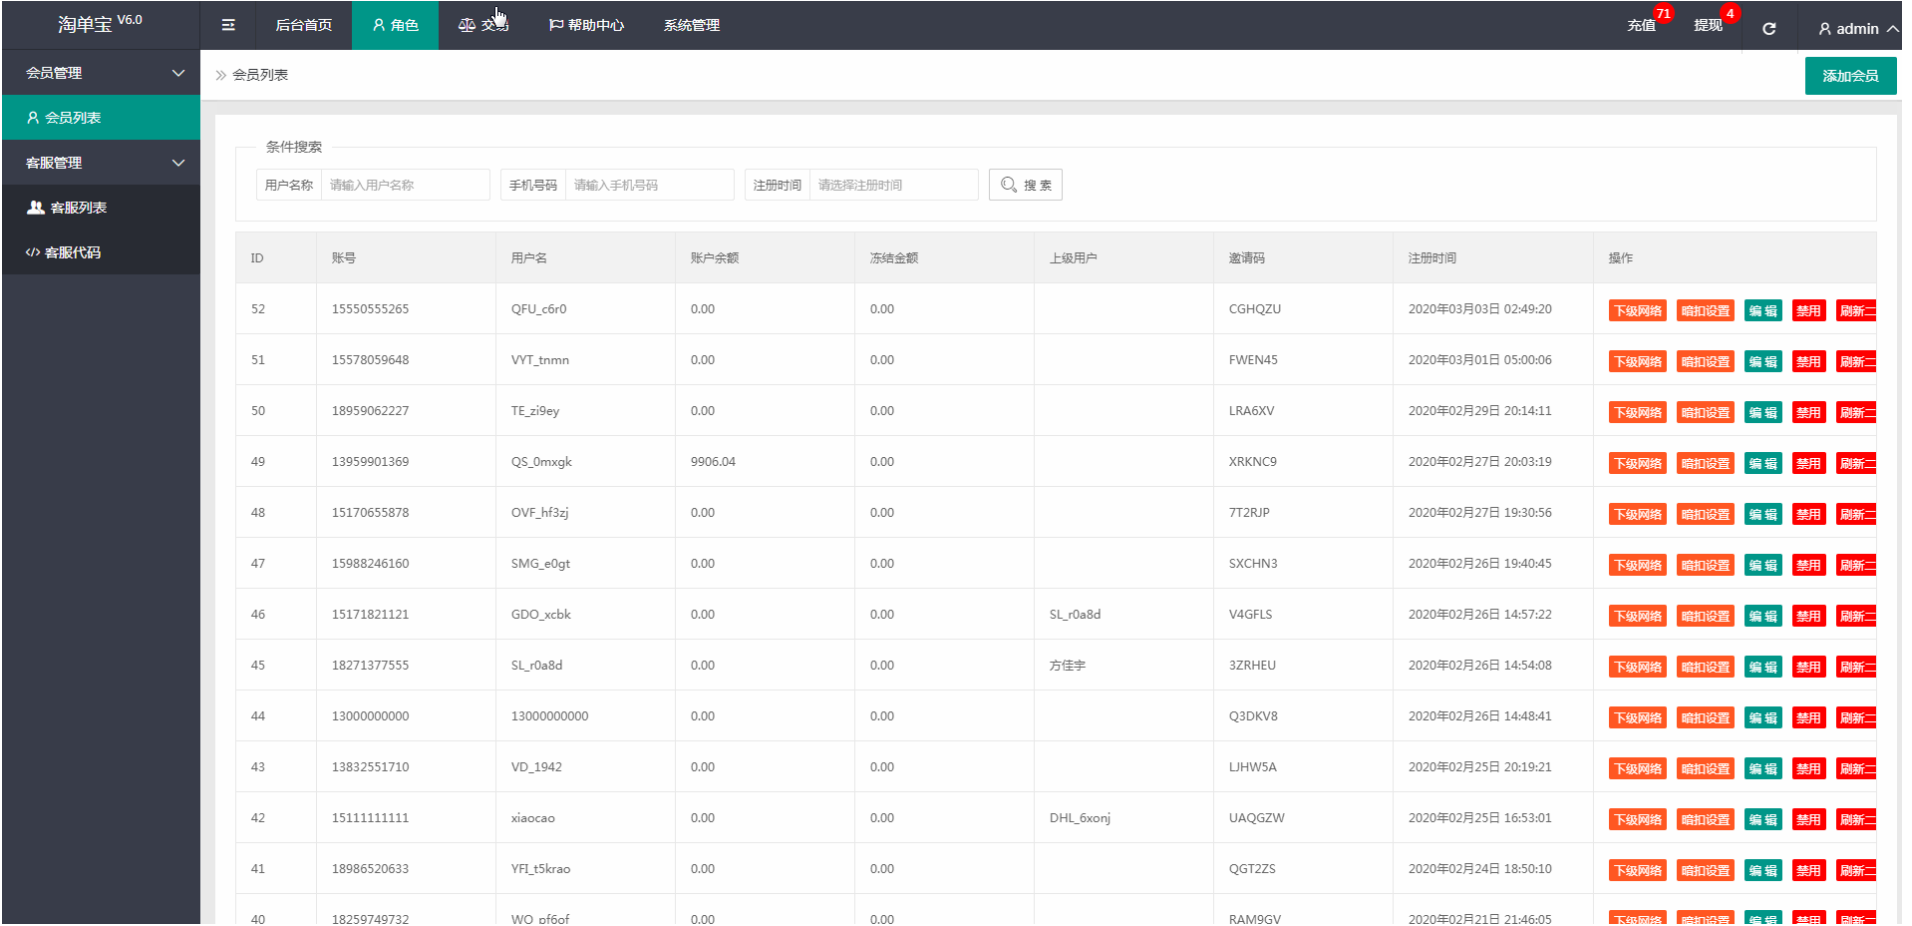 淘单宝 V6.0
后台首页 角色 交易 帮助中心 系统管理 充值 71 提现 4 admin
会员管理
会员列表
客服管理
客服列表
客服代码
会员列表 添加会员
条件搜索
用户名称 请输入用户名称 手机号码 请输入手机号码 注册时间 请选择注册时间 搜 索
ID 账号 用户名 账户余额 冻结金额 上级用户 邀请码 注册时间 操作
52 15550555265 QFU_c6r0 0.00 0.00 CGHQZU 2020年03月03日 02:49:20 下级网络 暗扣设置 编 辑 禁用 刷新二
51 15578059648 VYT_tnmn 0.00 0.00 FWEN45 2020年03月01日 05:00:06 下级网络 暗扣设置 编 辑 禁用 刷新二
50 18959062227 TE_zi9ey 0.00 0.00 LRA6XV 2020年02月29日 20:14:11 下级网络 暗扣设置 编 辑 禁用 刷新二
49 13959901369 QS_0mxgk 9906.04 0.00 XRKNC9 2020年02月27日 20:03:19 下级网络 暗扣设置 编 辑 禁用 刷新二
48 15170655878 OVF_hf3zj 0.00 0.00 7T2RJP 2020年02月27日 19:30:56 下级网络 暗扣设置 编 辑 禁用 刷新二
47 15988246160 SMG_e0gt 0.00 0.00 SXCHN3 2020年02月26日 19:40:45 下级网络 暗扣设置 编 辑 禁用 刷新二
46 15171821121 GDO_xcbk 0.00 0.00 SL_r0a8d V4GFLS 2020年02月26日 14:57:22 下级网络 暗扣设置 编 辑 禁用 刷新二
45 18271377555 SL_r0a8d 0.00 0.00 方佳宇 3ZRHEU 2020年02月26日 14:54:08 下级网络 暗扣设置 编 辑 禁用 刷新二
44 13000000000 13000000000 0.00 0.00 Q3DKV8 2020年02月26日 14:48:41 下级网络 暗扣设置 编 辑 禁用 刷新二
43 13832551710 VD_1942 0.00 0.00 LJHW5A 2020年02月25日 20:19:21 下级网络 暗扣设置 编 辑 禁用 刷新二
42 15111111111 xiaocao 0.00 0.00 DHL_6xonj UAQGZW 2020年02月25日 16:53:01 下级网络 暗扣设置 编 辑 禁用 刷新二
41 18986520633 YFI_t5krao 0.00 0.00 QGT2ZS 2020年02月24日 18:50:10 下级网络 暗扣设置 编 辑 禁用 刷新二
40 18259749732 WO_pf6of 0.00 0.00 RAM9GV 2020年02月21日 21:46:05 下级网络 暗扣设置 编 辑 禁用 刷新二